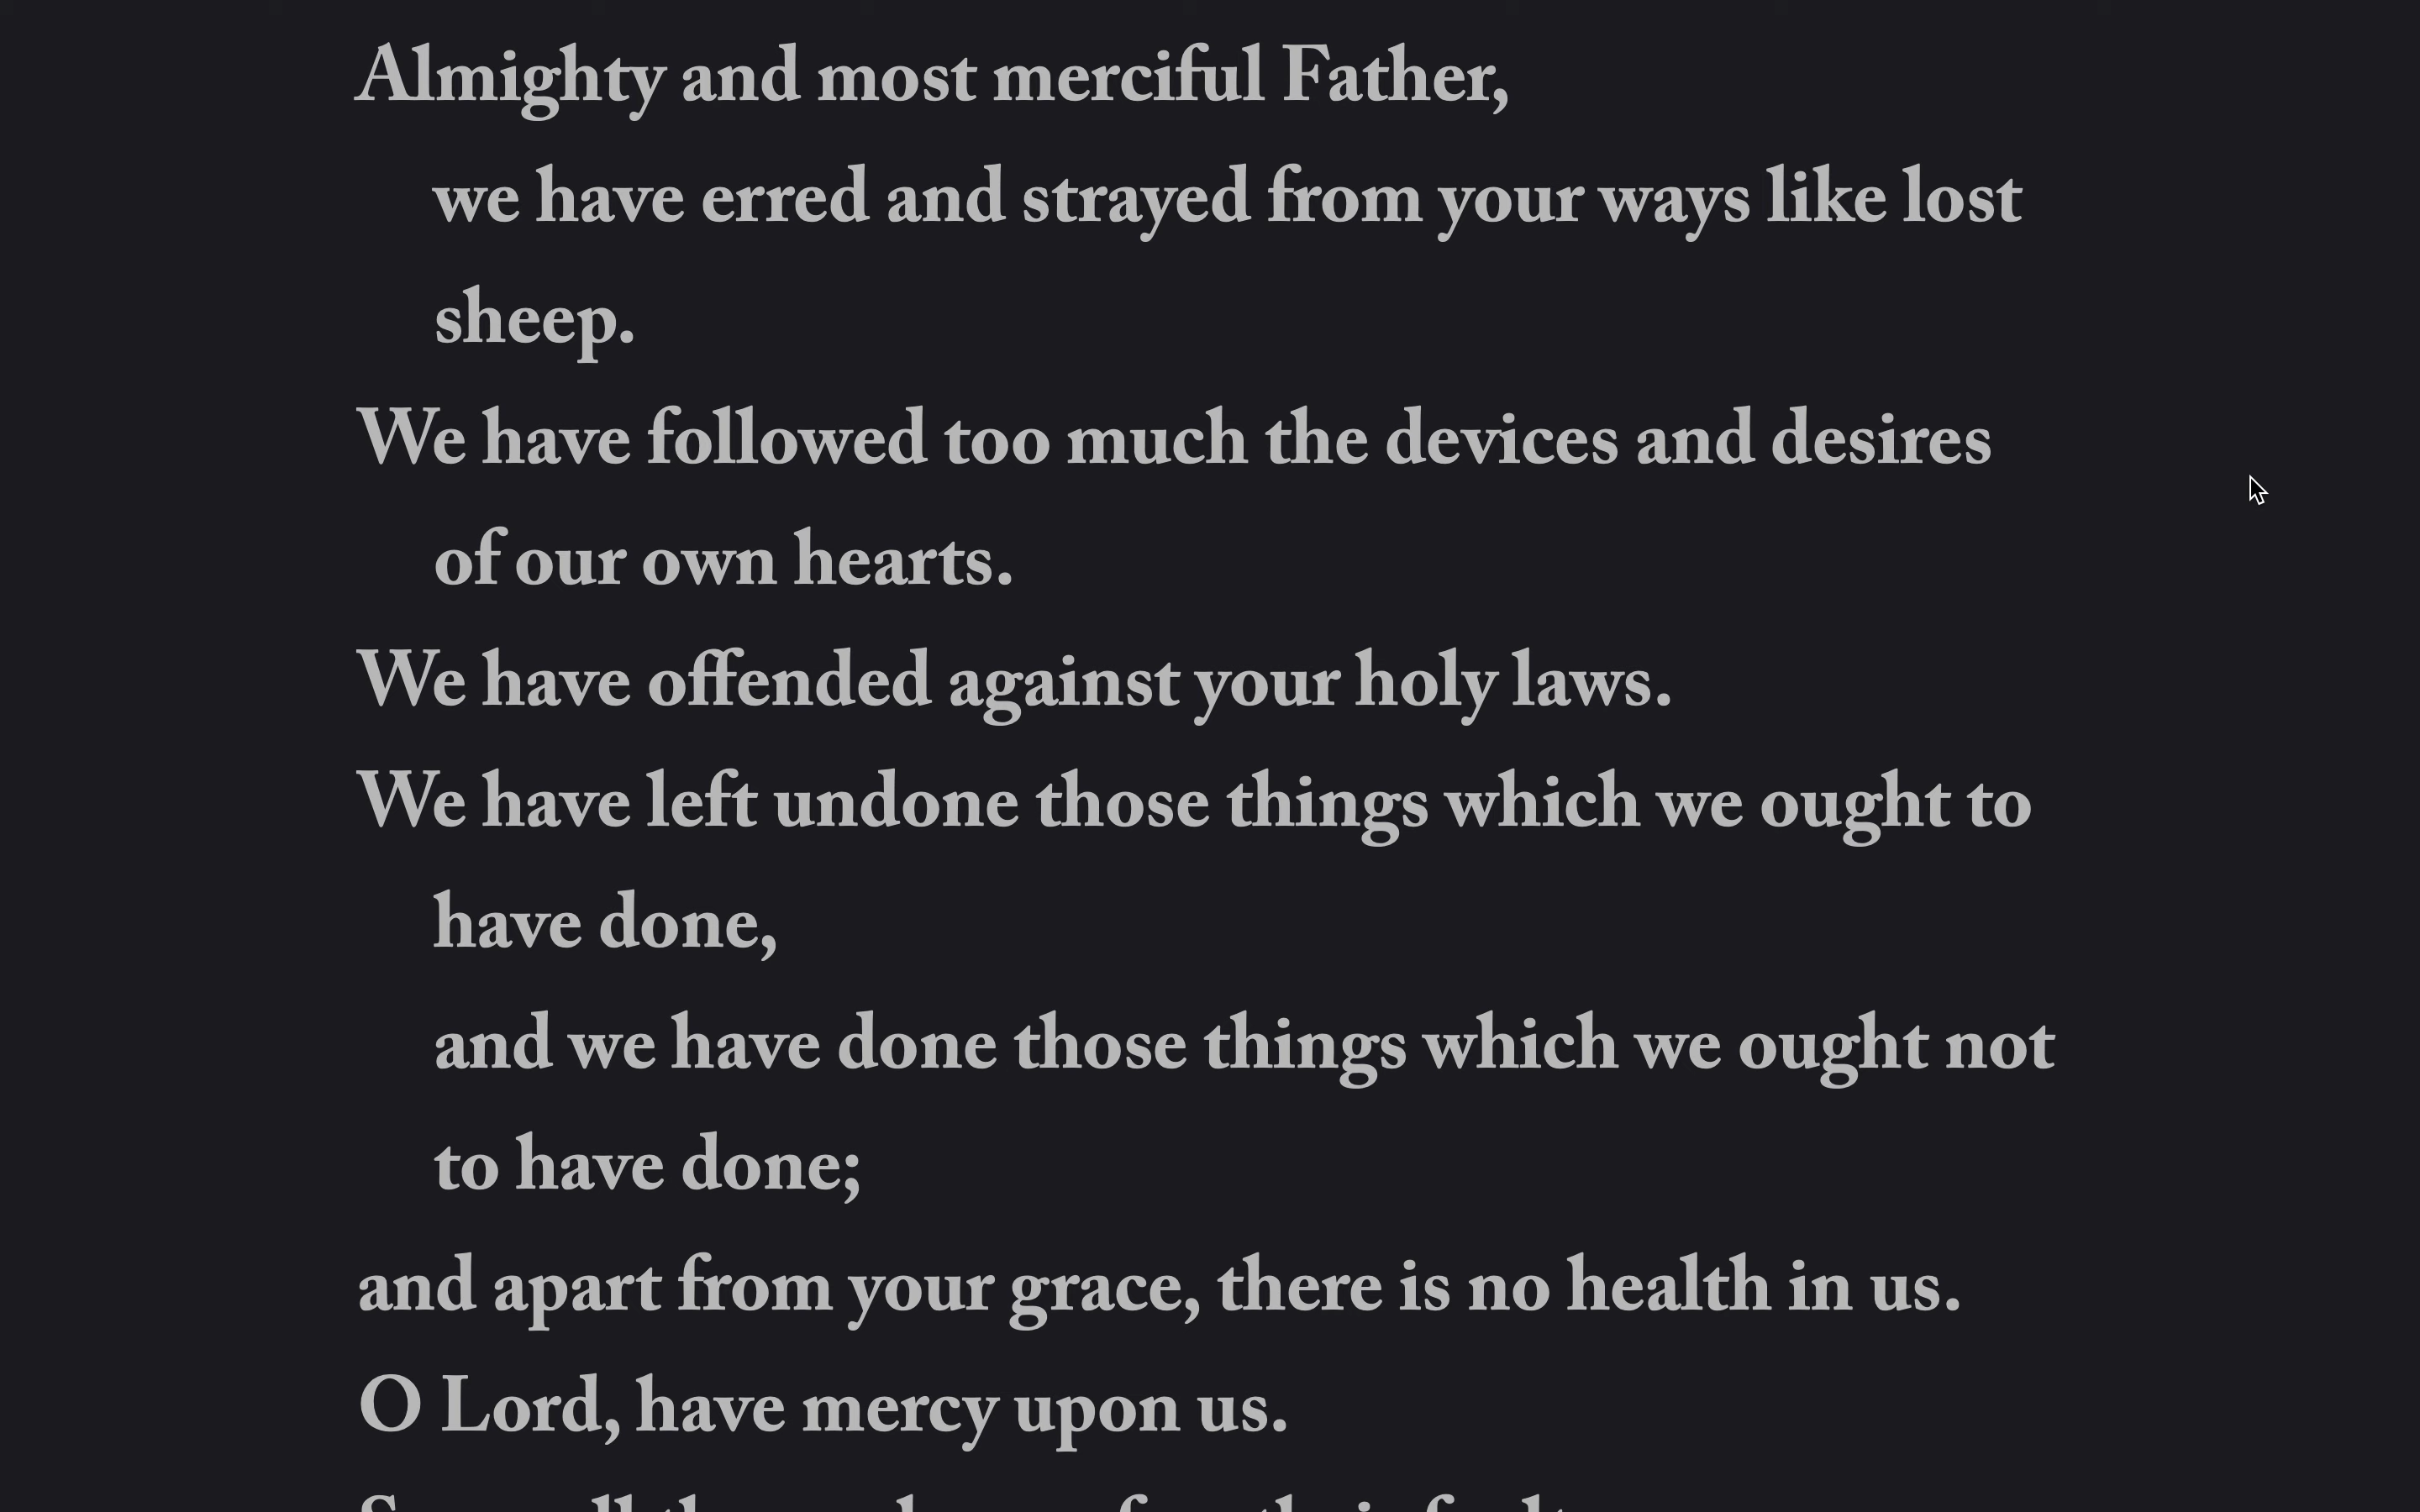 Almighty and most merciful Father,
we have erred and strayed from your ways like lost
sheep.
We have followed too much the devices and desires
of our own hearts.
We have offended against your holy laws.
We have left undone those things which we ought to
have done,
and we have done those things which we ought not
to have done;
and apart from your grace, there is no health in us.
O Lord, have mercy upon us.